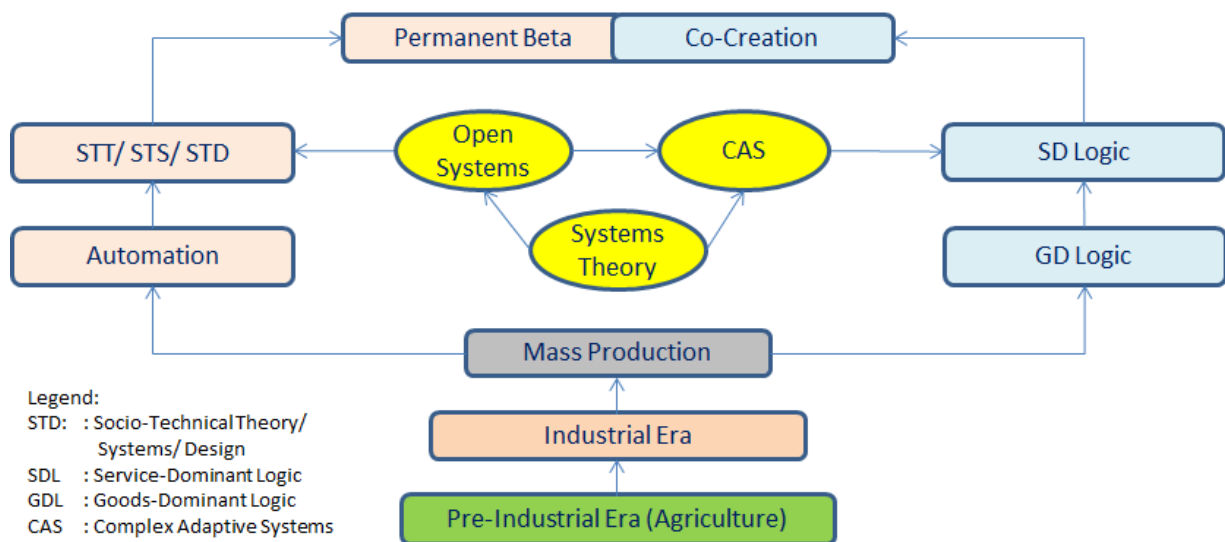 Permanent Beta
Co-Creation
STT/ STS/ STD
Open
Systems
CAS
SD Logic
Automation
Systems
Theory
GD Logic
Mass Production
Industrial Era
Pre-Industrial Era (Agriculture)
Legend:
STD: : Socio-Technical Theory/
Systems/ Design
SDL : Service-Dominant Logic
GDL : Goods-Dominant Logic
CAS : Complex Adaptive Systems